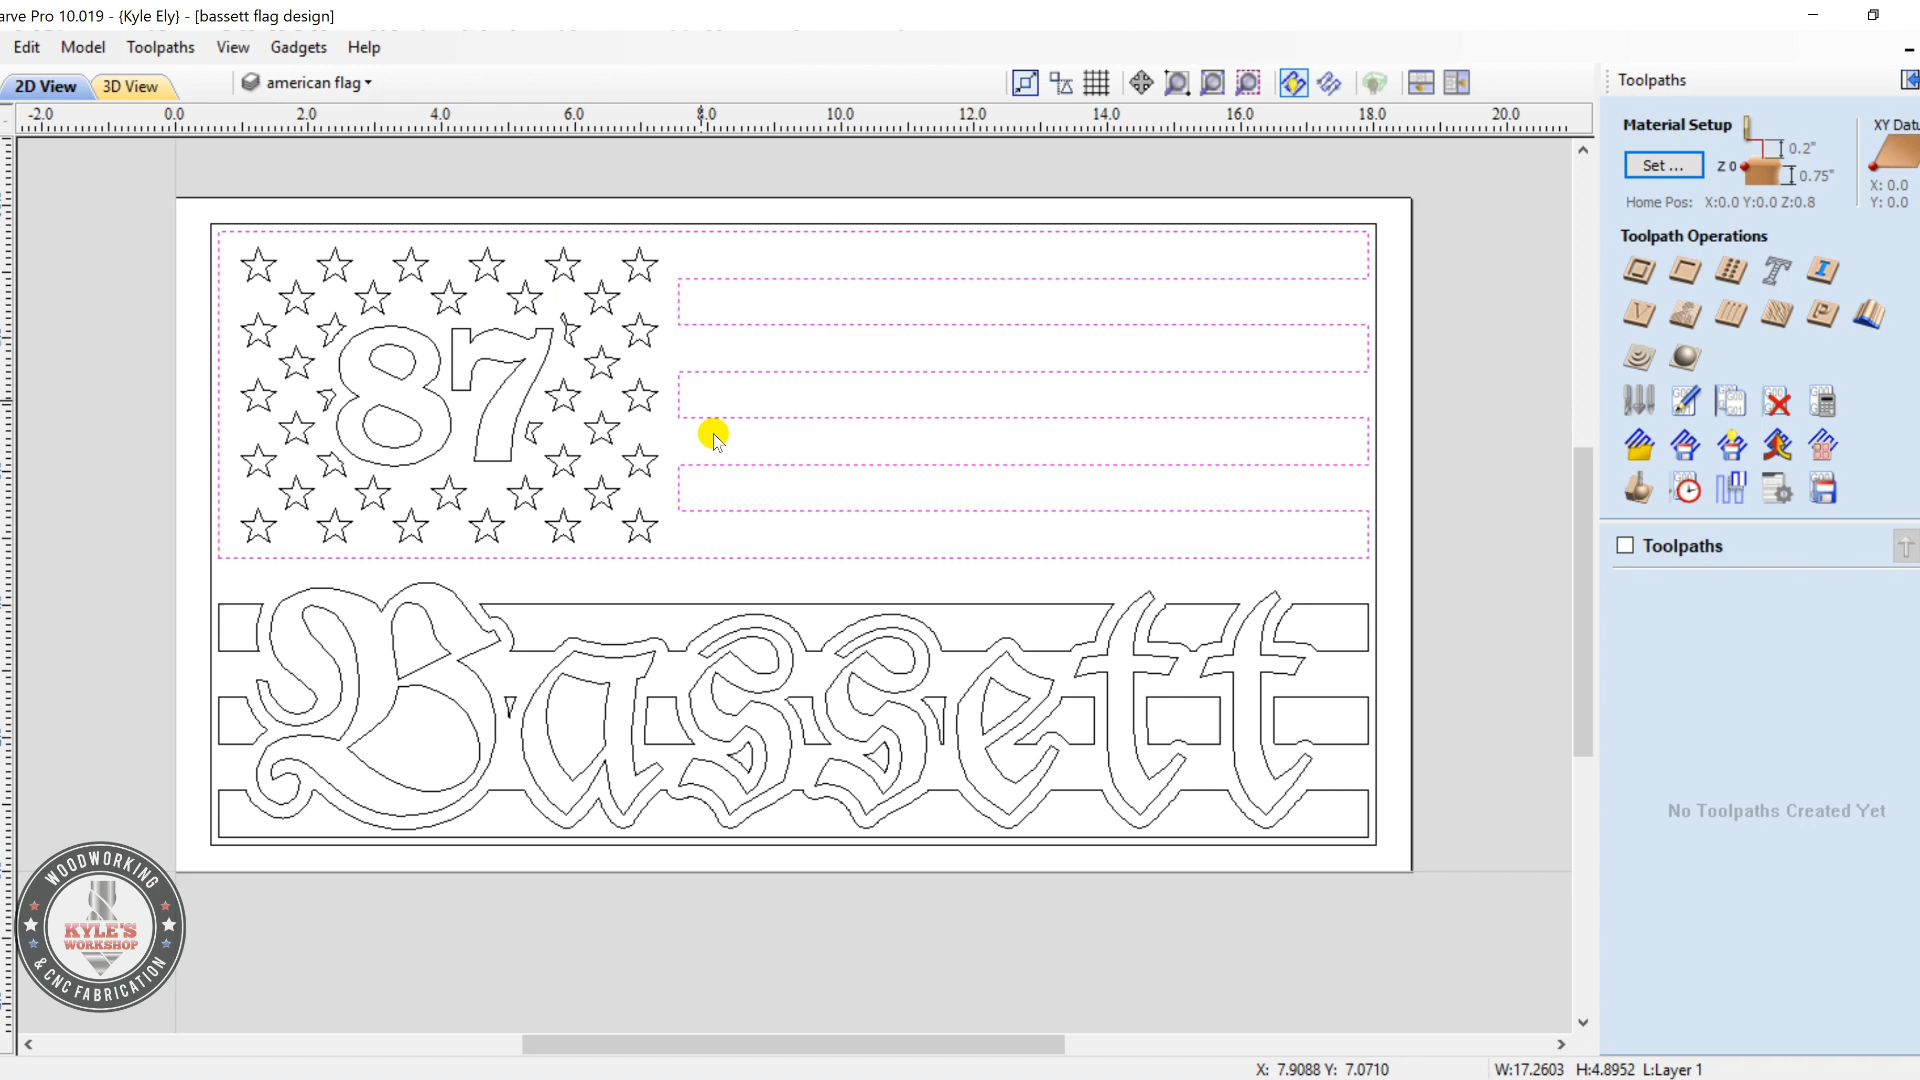 arve Pro 10.019 - {Kyle Ely} - [bassett flag design]
Edit Model Toolpaths View Gadgets Help
2D View 3D View american flag
Toolpaths
-2.0 0.0 2.0 4.0 6.0 8.0 10.0 12.0 14.0 16.0 18.0 20.0
Material Setup
XY Datu
Set ...
Z 0
0.2"
0.75"
X: 0.0
Y: 0.0
Home Pos: X:0.0 Y:0.0 Z:0.8
Toolpath Operations
87
Bassett
Toolpaths
No Toolpaths Created Yet
WOODWORKING
KYLE'S
WORKSHOP
& CNC FABRICATION
X: 7.9088 Y: 7.0710
W:17.2603 H:4.8952 L:Layer 1